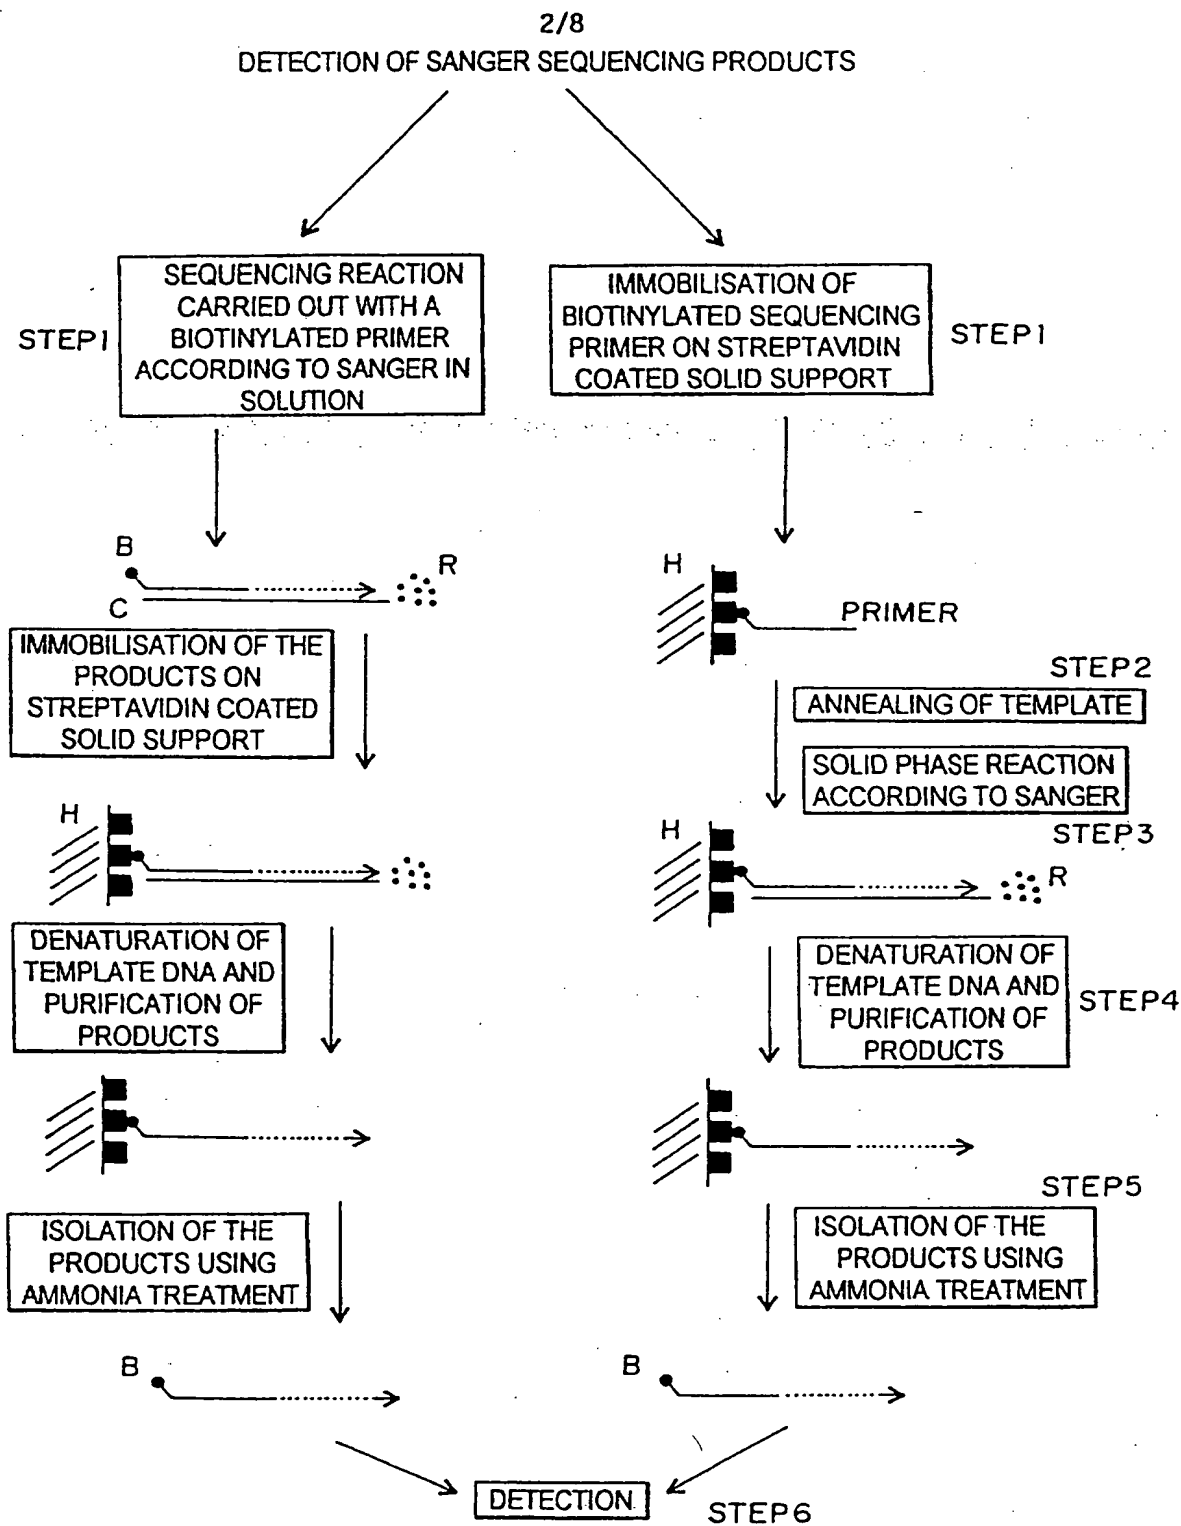 2/8
DETECTION OF SANGER SEQUENCING PRODUCTS
STEP1
SEQUENCING REACTION
CARRIED OUT WITH A
BIOTINYLATED PRIMER
ACCORDING TO SANGER IN
SOLUTION
IMMOBILISATION OF
BIOTINYLATED SEQUENCING
PRIMER ON STREPTAVIDIN
COATED SOLID SUPPORT
STEP1
B
R
C
H
PRIMER
IMMOBILISATION OF THE
PRODUCTS ON
STREPTAVIDIN COATED
SOLID SUPPORT
STEP2
ANNEALING OF TEMPLATE
SOLID PHASE REACTION
ACCORDING TO SANGER
STEP3
H
H
R
DENATURATION OF
TEMPLATE DNA AND
PURIFICATION OF
PRODUCTS
DENATURATION OF
TEMPLATE DNA AND
PURIFICATION OF
PRODUCTS
STEP4
STEP5
ISOLATION OF THE
PRODUCTS USING
AMMONIA TREATMENT
ISOLATION OF THE
PRODUCTS USING
AMMONIA TREATMENT
B
B
DETECTION
STEP6